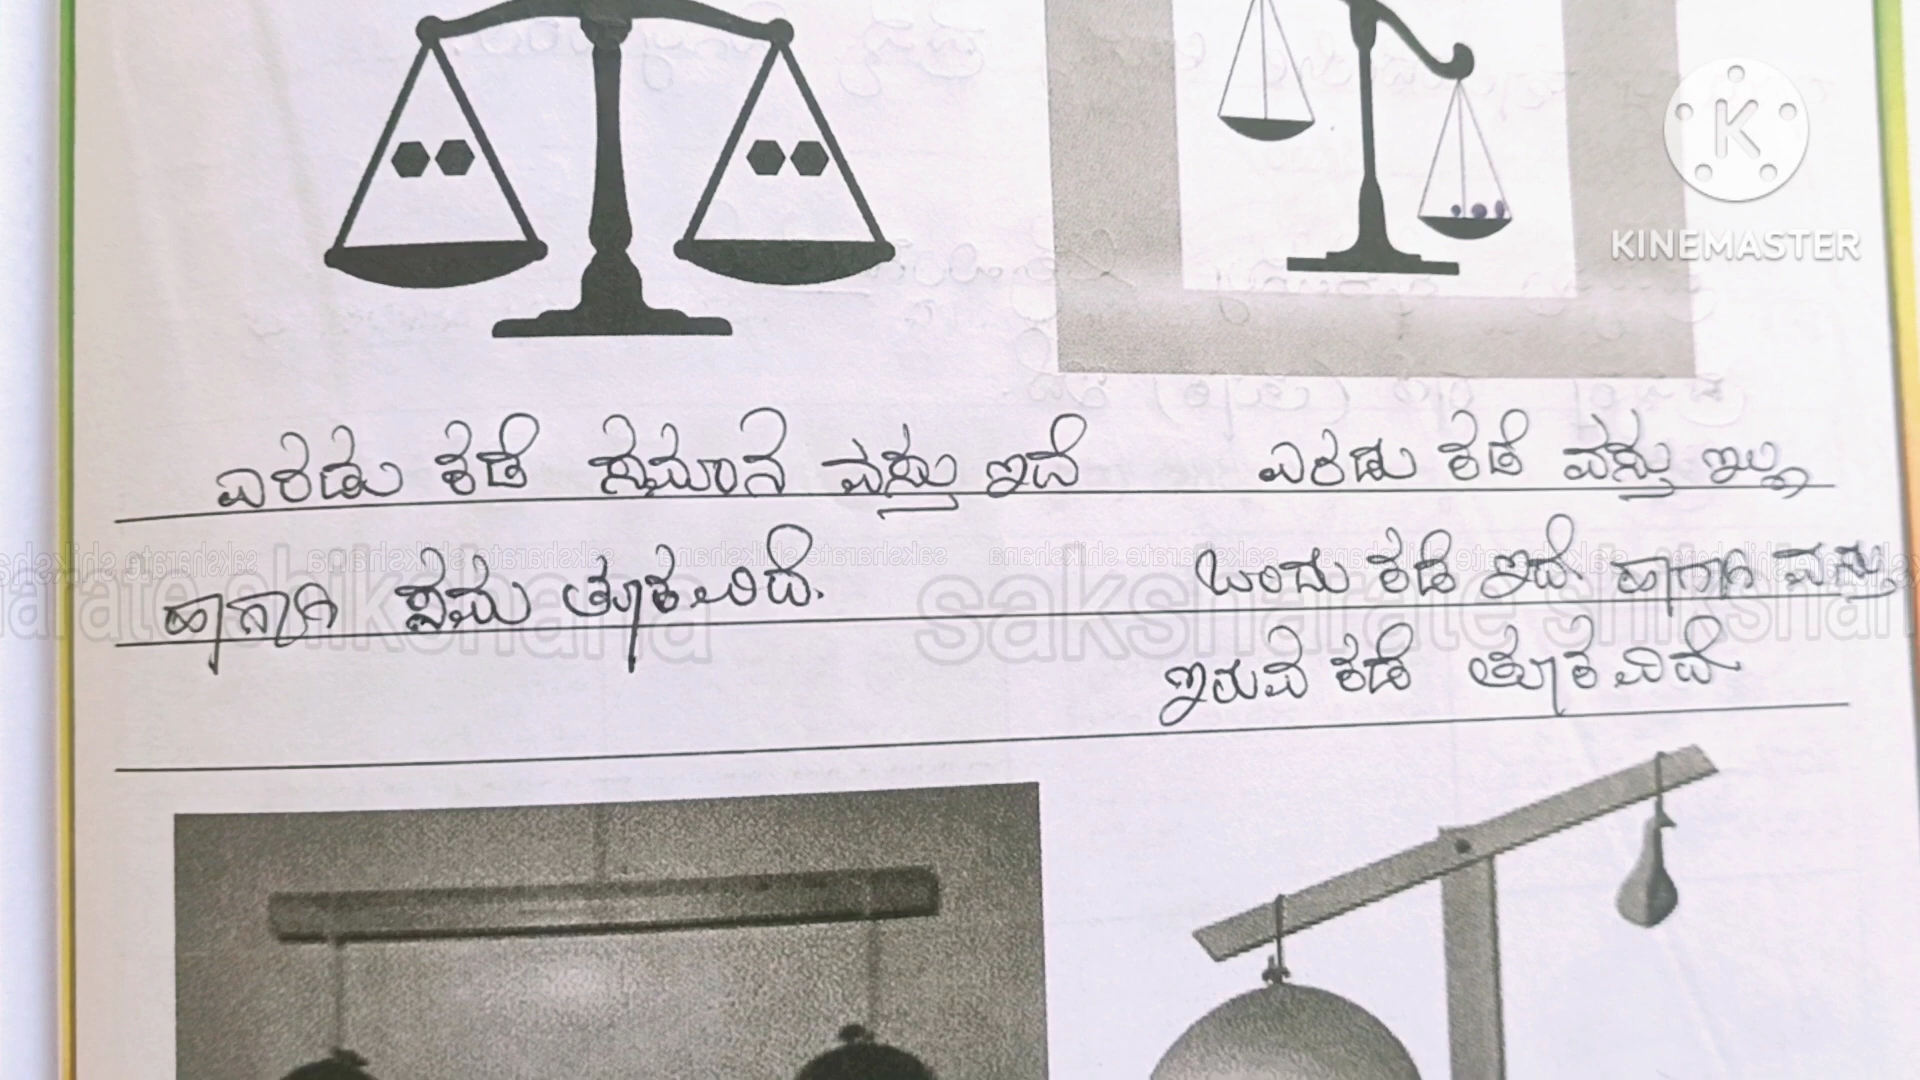 KINEMASTER
ಎರಡು ಕಡೆ ಸಮಾನ ವಸ್ತು ಇದೆ
ಹಾಗಾಗಿ ಸಮ ತೂಕವಿದೆ.
ಎರಡು ಕಡೆ ವಸ್ತು ಇಲ್ಲ
ಒಂದು ಕಡೆ ಇದೆ ಹಾಗಾಗಿ ವಸ್ತು
ಇರುವ ಕಡೆ ತೂಕವಿದೆ
saksharate shikshana